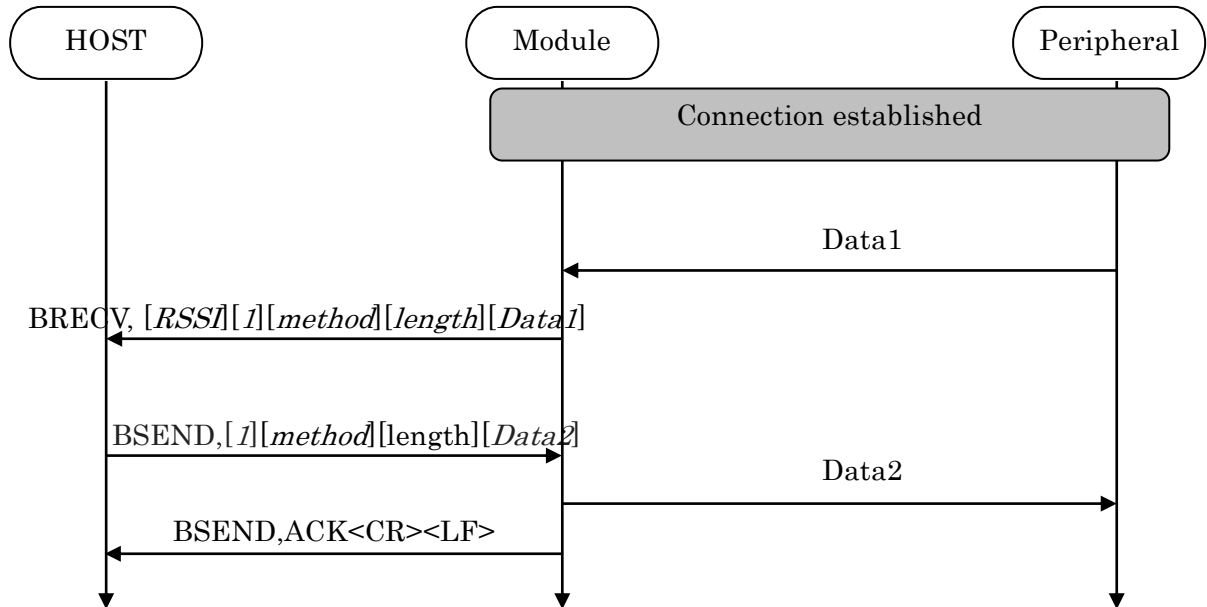 HOST
Module
Peripheral
Connection established
Data1
BRECV, [RSSI][1][method][length][Data1]
BSEND,[1][method][length][Data2]
Data2
BSEND,ACK<CR><LF>